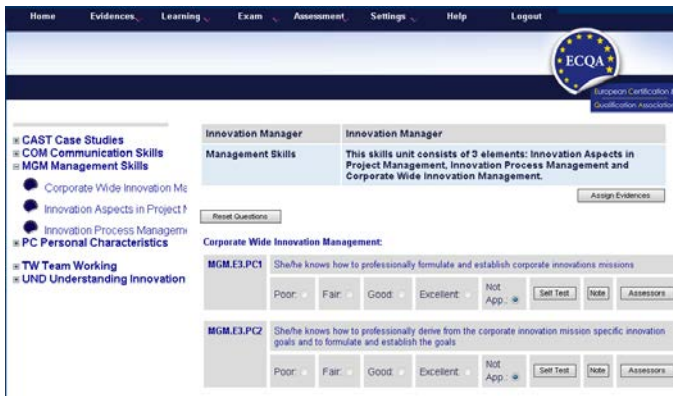 Home Evidences Learning Exam Assessment Settings Help Logout
ECQA
European Certification &
Qualification Association
CAST Case Studies
COM Communication Skills
MGM Management Skills
Corporate Wide Innovation Ma
Innovation Aspects in Project M
Innovation Process Managem
PC Personal Characteristics
TW Team Working
UND Understanding Innovation
Innovation Manager Innovation Manager
Management Skills This skills unit consists of 3 elements: Innovation Aspects in
Project Management, Innovation Process Management and
Corporate Wide Innovation Management.
Assign Evidences
Reset Questions
Corporate Wide Innovation Management:
MGM.E3.PC1 She/he knows how to professionally formulate and establish corporate innovations missions
Poor: Fair: Good: Excellent: Not App.: Self Test Note Assessors
MGM.E3.PC2 She/he knows how to professionally derive from the corporate innovation mission specific innovation
goals and to formulate and establish the goals
Poor: Fair: Good: Excellent: Not App.: Self Test Note Assessors